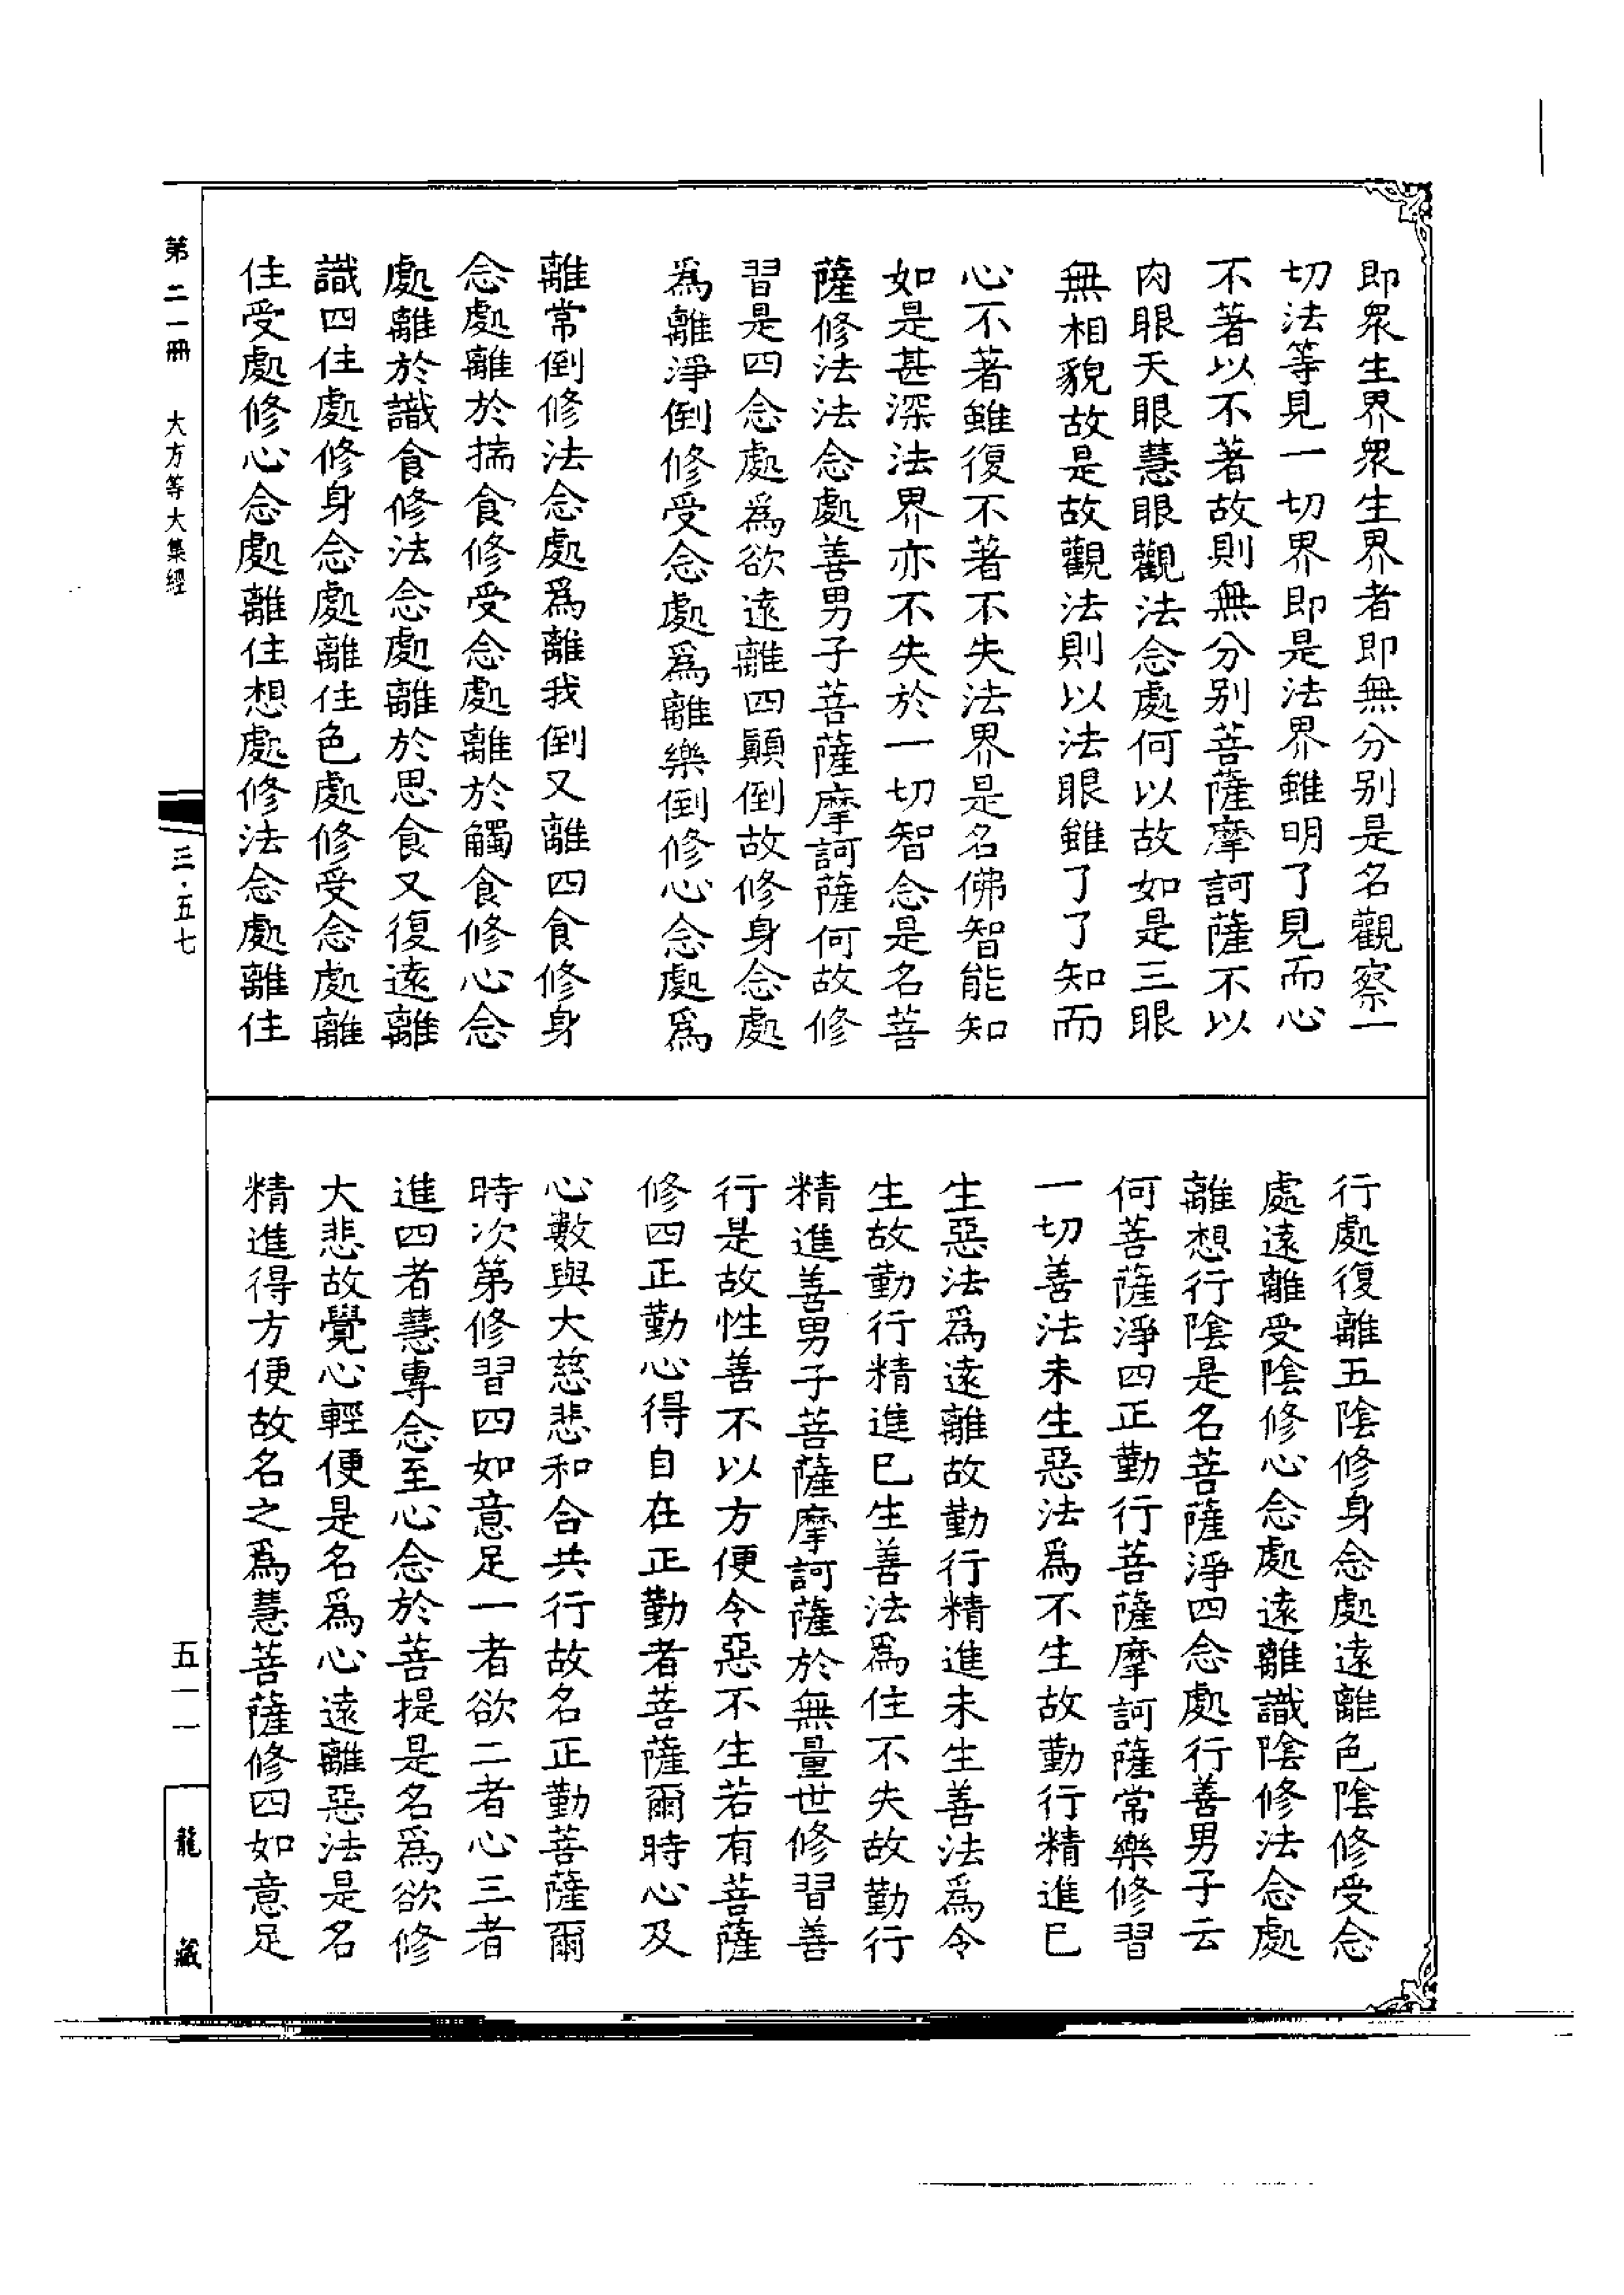 即眾生界眾生界者即無分別是名觀察一
切法等見一切界即是法界雖明了見而心
不著以不著故則無分別菩薩摩訶薩不以
肉眼天眼慧眼觀法念處何以故如是三眼
無相貌故是故觀法則以法眼雖了了知而
心不著雖復不著不失法界是名佛智能知
如是甚深法界亦不失於一切智念是名菩
薩修法法念處善男子菩薩摩訶薩何故修
習是四念處為欲遠離四顛倒故修身念處
為離淨倒修受念處為離樂倒修心念處為
離常倒修法念處為離我倒又離四食修身
念處離於揣食修受念處離於觸食修心念
處離於識食修法念處離於思食又復遠離
識四住處修身念處離住色處修受念處離
住受處修心念處離住想處修法念處離住
行處復離五陰修身念處遠離色陰修受念
處遠離受陰修心念處遠離識陰修法念處
離想行陰是名菩薩淨四念處行善男子云
何菩薩淨四正勤行菩薩摩訶薩常樂修習
一切善法未生惡法為不生故勤行精進已
生惡法為遠離故勤行精進未生善法為令
生故勤行精進已生善法為住不失故勤行
精進善男子菩薩摩訶薩於無量世修習善
行是故性善不以方便令惡不生若有菩薩
修四正勤心得自在正勤者菩薩爾時心及
心數與大慈悲和合共行故名正勤菩薩爾
時次第修習四如意足一者欲二者心三者
進四者慧專念至心念於菩提是名為欲修
大悲故覺心輕便是名為心遠離惡法是名
精進得方便故名之為慧菩薩修四如意足
第二一冊 大方等大集經
三·五七
五一一
龍藏